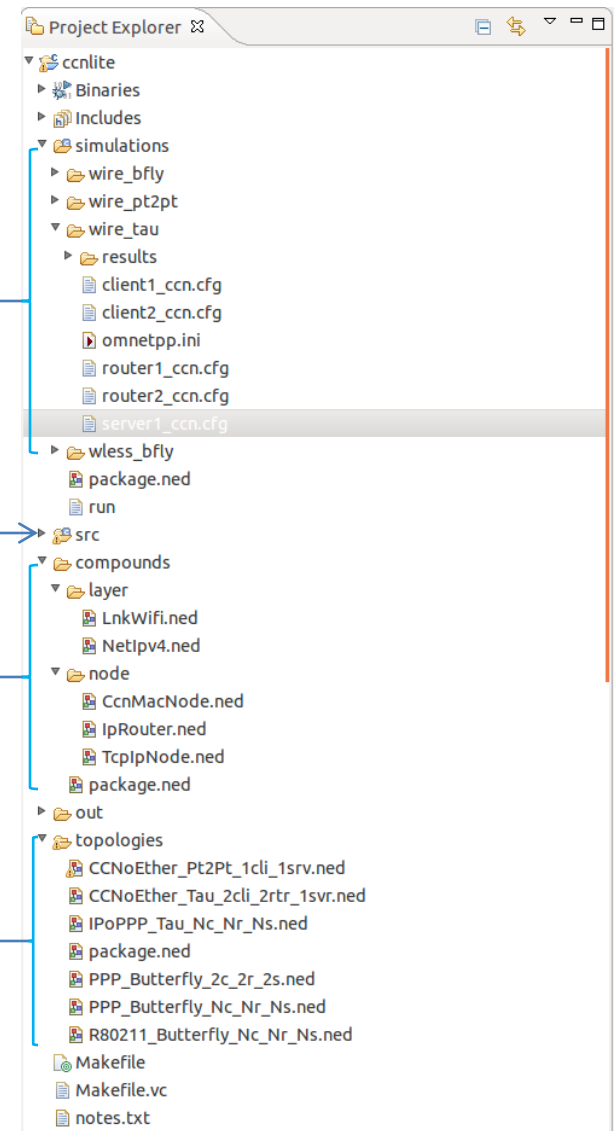 Project Explorer
ccnlite
Binaries
Includes
simulations
wire_bfly
wire_pt2pt
wire_tau
results
client1_ccn.cfg
client2_ccn.cfg
omnetpp.ini
router1_ccn.cfg
router2_ccn.cfg
server1_ccn.cfg
wless_bfly
package.ned
run
src
compounds
layer
LnkWifi.ned
NetIpv4.ned
node
CcnMacNode.ned
IpRouter.ned
TcpIpNode.ned
package.ned
out
topologies
CCNoEther_Pt2Pt_1cli_1srv.ned
CCNoEther_Tau_2cli_2rtr_1svr.ned
IPoPPP_Tau_Nc_Nr_Ns.ned
package.ned
PPP_Butterfly_2c_2r_2s.ned
PPP_Butterfly_Nc_Nr_Ns.ned
R80211_Butterfly_Nc_Nr_Ns.ned
Makefile
Makefile.vc
notes.txt